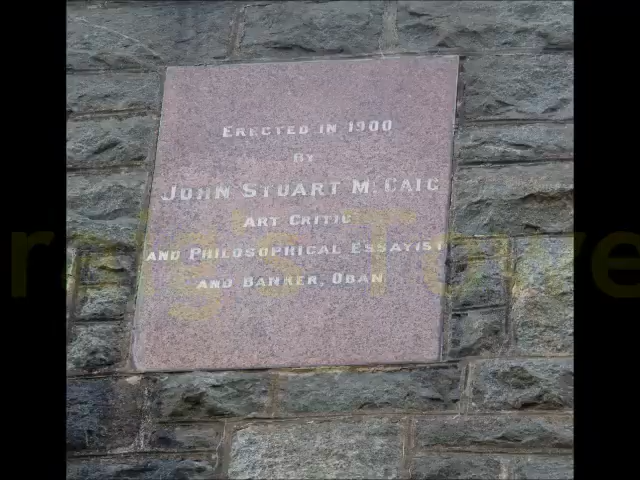 ERECTED IN 1900
BY
JOHN STUART McCAIG
ART CRITIC
AND PHILOSOPHICAL ESSAYIST
AND BANKER, OBAN